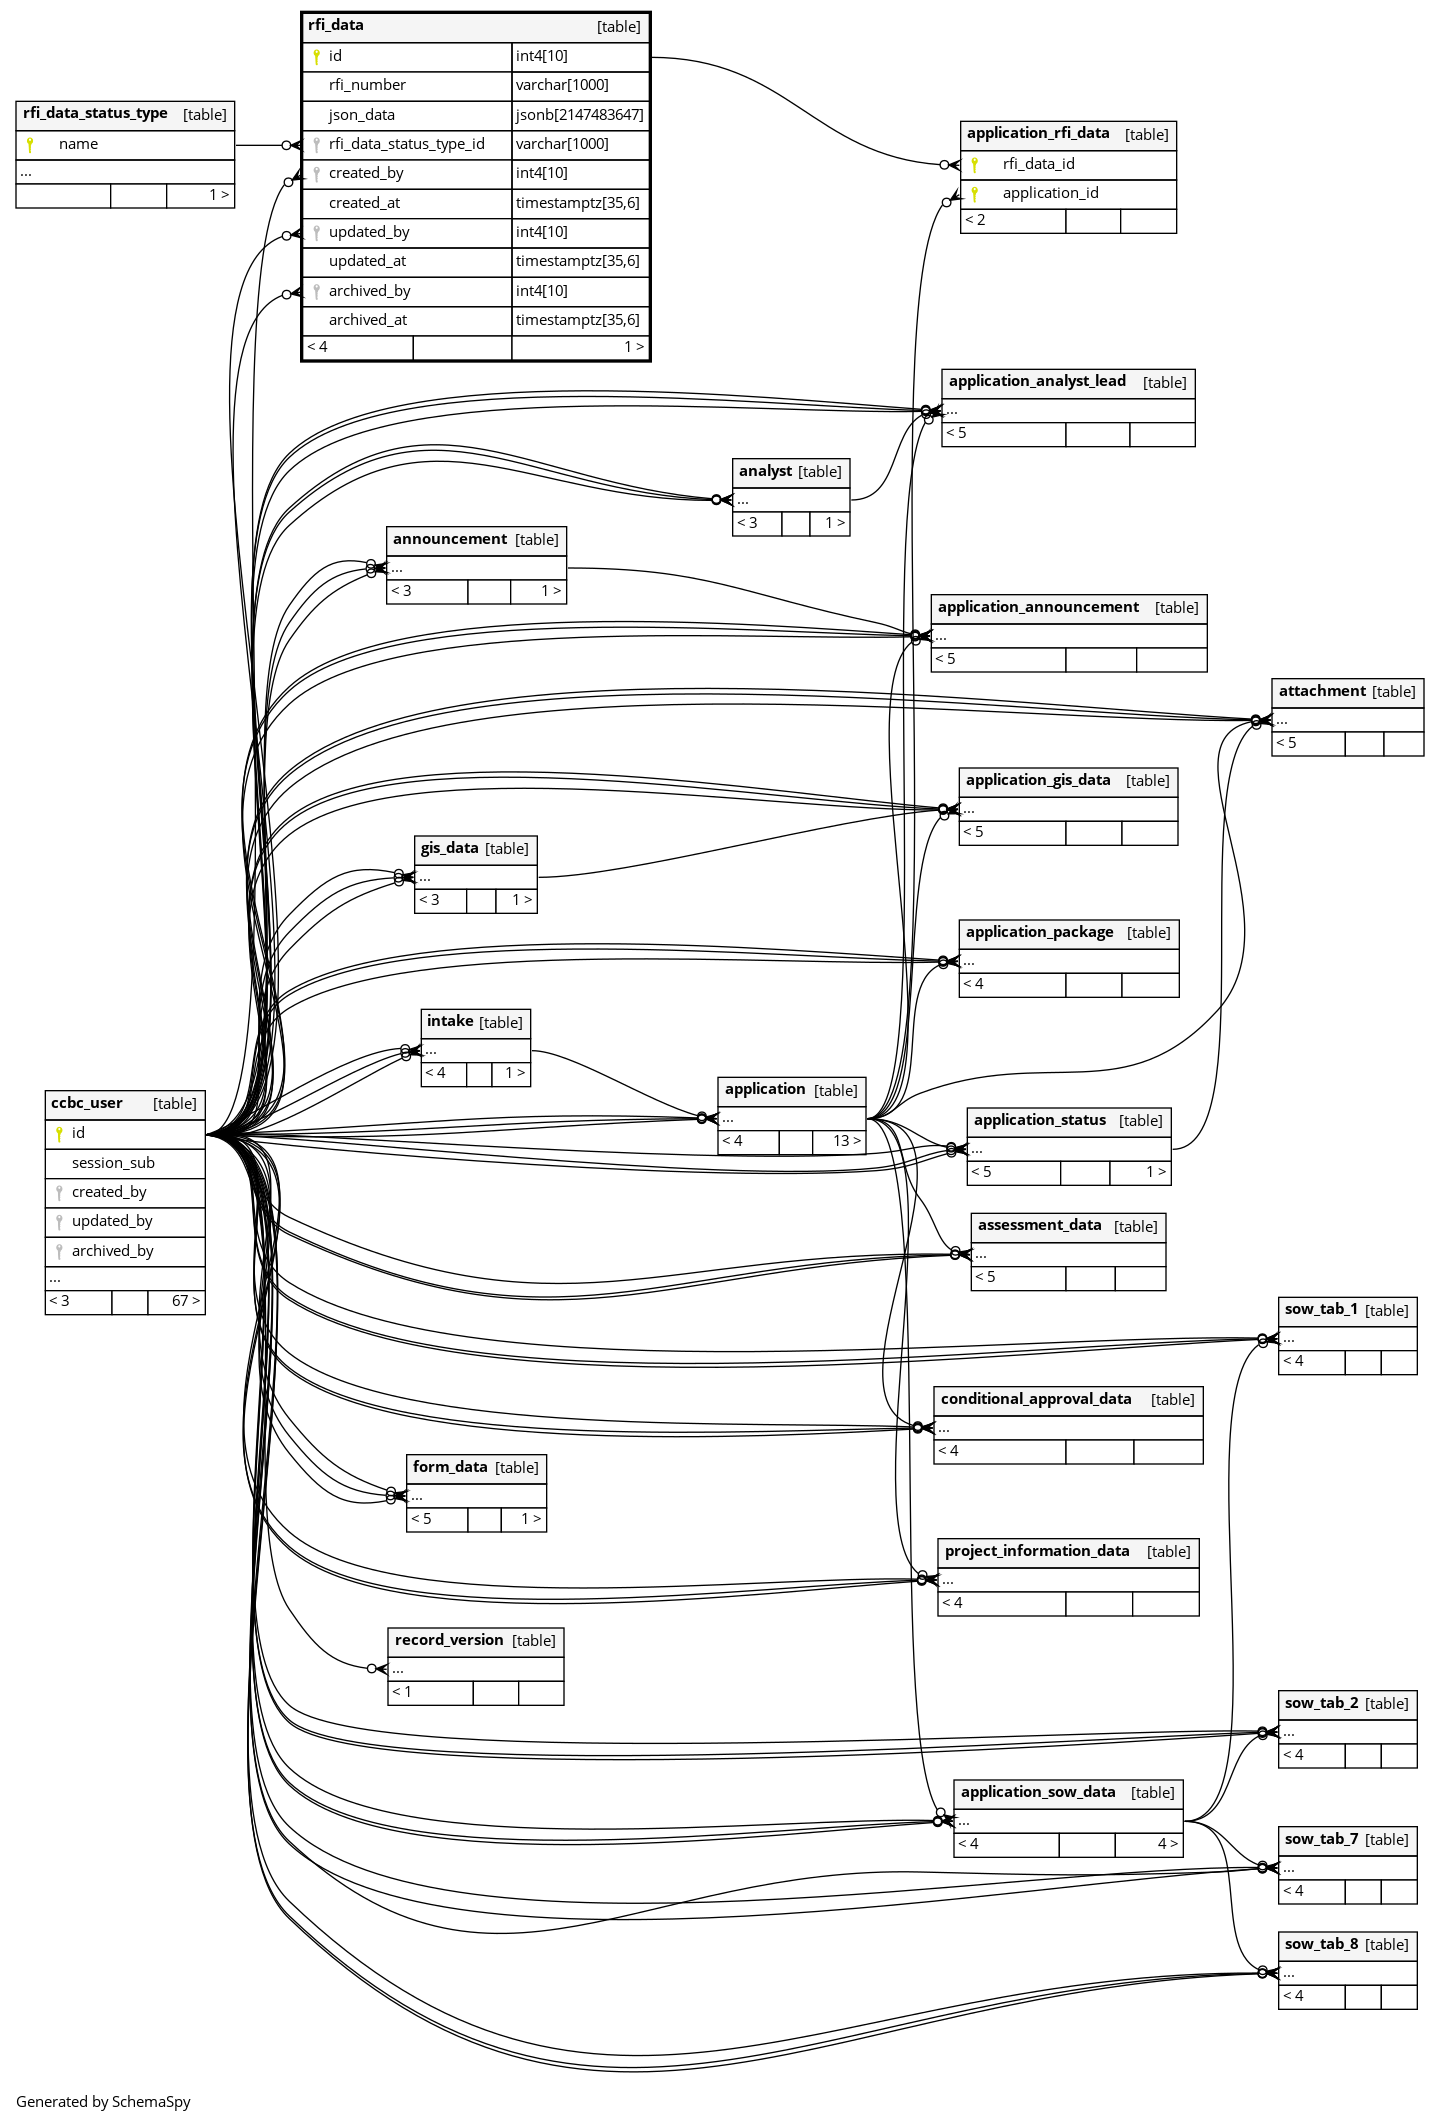 rfi_data [table]
id int4[10]
rfi_number varchar[1000]
json_data jsonb[2147483647]
rfi_data_status_type_id varchar[1000]
created_by int4[10]
created_at timestamptz[35,6]
updated_by int4[10]
updated_at timestamptz[35,6]
archived_by int4[10]
archived_at timestamptz[35,6]
< 4 1 >
rfi_data_status_type [table]
name
...
1 >
application_rfi_data [table]
rfi_data_id
application_id
< 2
application_analyst_lead [table]
...
< 5
analyst [table]
...
< 3 1 >
announcement [table]
...
< 3 1 >
application_announcement [table]
...
< 5
attachment [table]
...
< 5
application_gis_data [table]
...
< 5
gis_data [table]
...
< 3 1 >
application_package [table]
...
< 4
intake [table]
...
< 4 1 >
application [table]
...
< 4 13 >
ccbc_user [table]
id
session_sub
created_by
updated_by
archived_by
...
< 3 67 >
application_status [table]
...
< 5 1 >
assessment_data [table]
...
< 5
sow_tab_1 [table]
...
< 4
conditional_approval_data [table]
...
< 4
form_data [table]
...
< 5 1 >
project_information_data [table]
...
< 4
record_version [table]
...
< 1
sow_tab_2 [table]
...
< 4
application_sow_data [table]
...
< 4 4 >
sow_tab_7 [table]
...
< 4
sow_tab_8 [table]
...
< 4
Generated by SchemaSpy